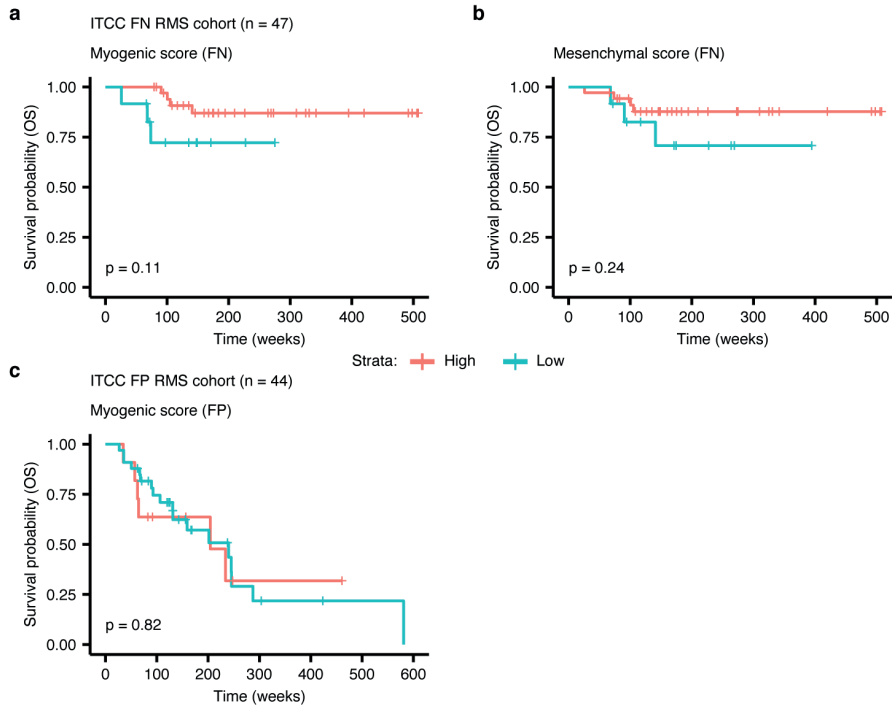 a
ITCC FN RMS cohort (n = 47)
Myogenic score (FN)
1.00
0.75
0.50
0.25
0.00
Survival probability (OS)
p = 0.11
0 100 200 300 400 500
Time (weeks)
b
Mesenchymal score (FN)
1.00
0.75
0.50
0.25
0.00
Survival probability (OS)
p = 0.24
0 100 200 300 400 500
Time (weeks)
Strata: High Low
c
ITCC FP RMS cohort (n = 44)
Myogenic score (FP)
1.00
0.75
0.50
0.25
0.00
Survival probability (OS)
p = 0.82
0 100 200 300 400 500 600
Time (weeks)